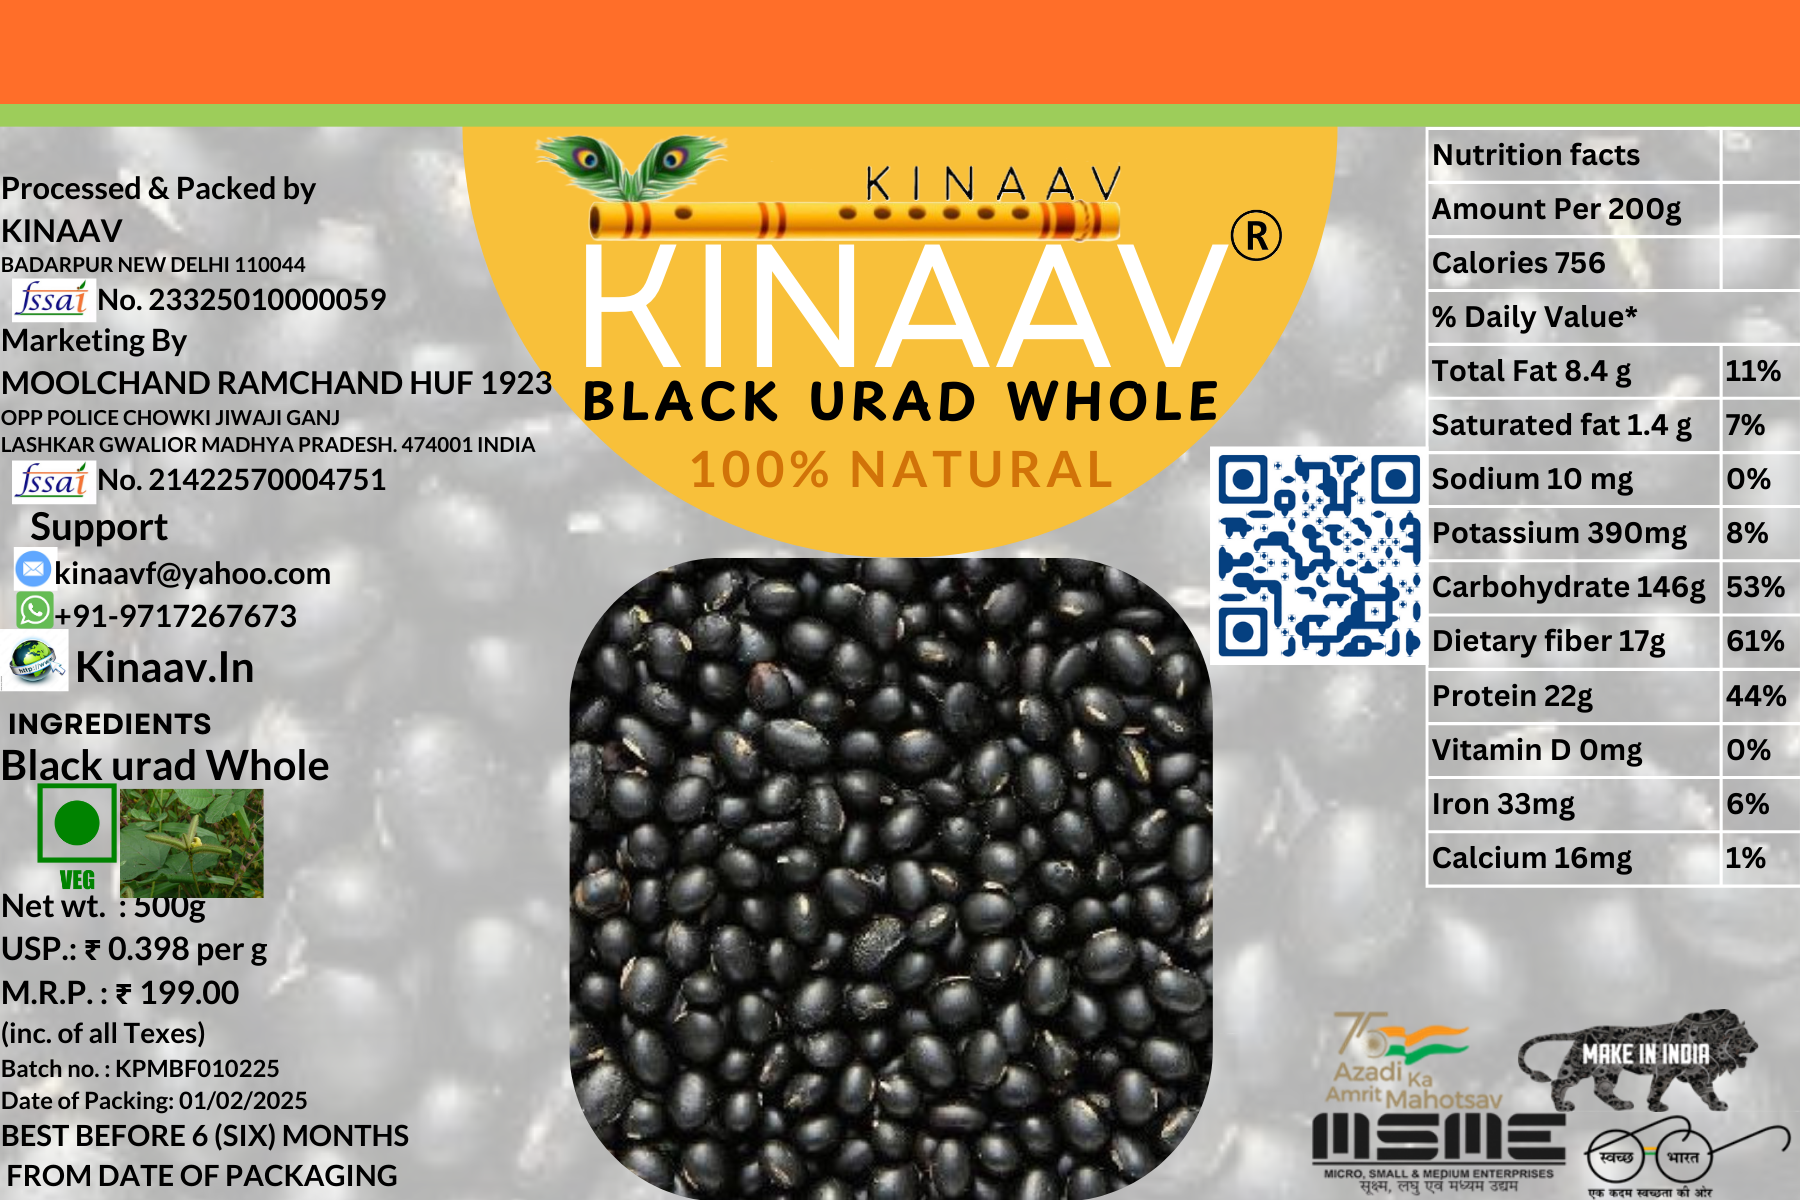 Processed & Packed by
KINAAV
BADARPUR NEW DELHI 110044
fssai No. 23325010000059
Marketing By
MOOLCHAND RAMCHAND HUF 1923
OPP POLICE CHOWKI JIWAJI GANJ
LASHKAR GWALIOR MADHYA PRADESH. 474001 INDIA
fssai No. 21422570004751
Support
kinaavf@yahoo.com
+91-9717267673
http://www
Kinaav.In
INGREDIENTS
Black urad Whole
VEG
Net wt. : 500g
USP.: ₹ 0.398 per g
M.R.P. : ₹ 199.00
(inc. of all Texes)
Batch no. : KPMBF010225
Date of Packing: 01/02/2025
BEST BEFORE 6 (SIX) MONTHS
FROM DATE OF PACKAGING
KINAAV
KINAAV®
BLACK URAD WHOLE
100% NATURAL
Nutrition facts
Amount Per 200g
Calories 756
% Daily Value*
Total Fat 8.4 g 11%
Saturated fat 1.4 g 7%
Sodium 10 mg 0%
Potassium 390mg 8%
Carbohydrate 146g 53%
Dietary fiber 17g 61%
Protein 22g 44%
Vitamin D 0mg 0%
Iron 33mg 6%
Calcium 16mg 1%
75
Azadi Ka
Amrit Mahotsav
MAKE IN INDIA
MSME
MICRO, SMALL & MEDIUM ENTERPRISES
सूक्ष्म, लघु एवं मध्यम उद्यम
स्वच्छ भारत
एक कदम स्वच्छता की ओर